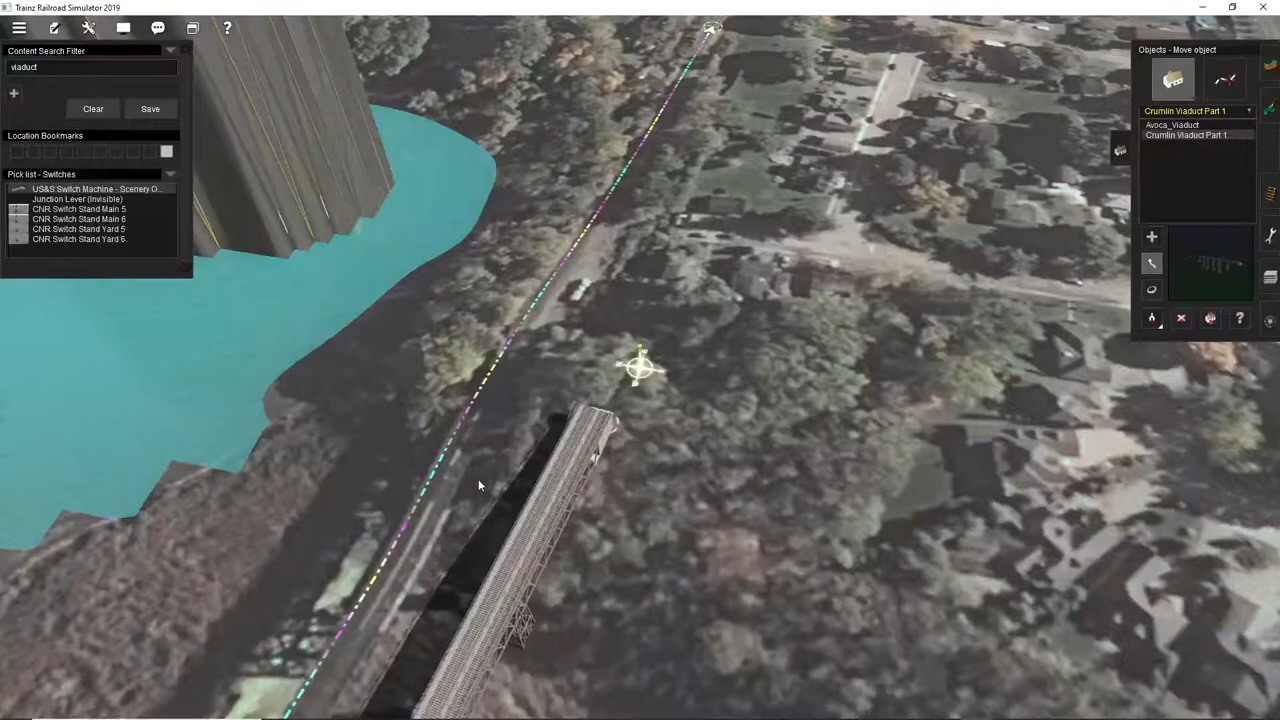 Trainz Railroad Simulator 2019
Content Search Filter
viaduct
Clear
Save
Location Bookmarks
Pick list - Switches
US&S Switch Machine - Scerrery O...
Junction Lever (Invisible)
CNR Switch Stand Main 5
CNR Switch Stand Main 6
CNR Switch Stand Yard 5
CNR Switch Stand Yard 6
Objects - Move object
Crumlin Viaduct Part 1
Avoca_Viaduct
Crumlin Viaduct Part 1